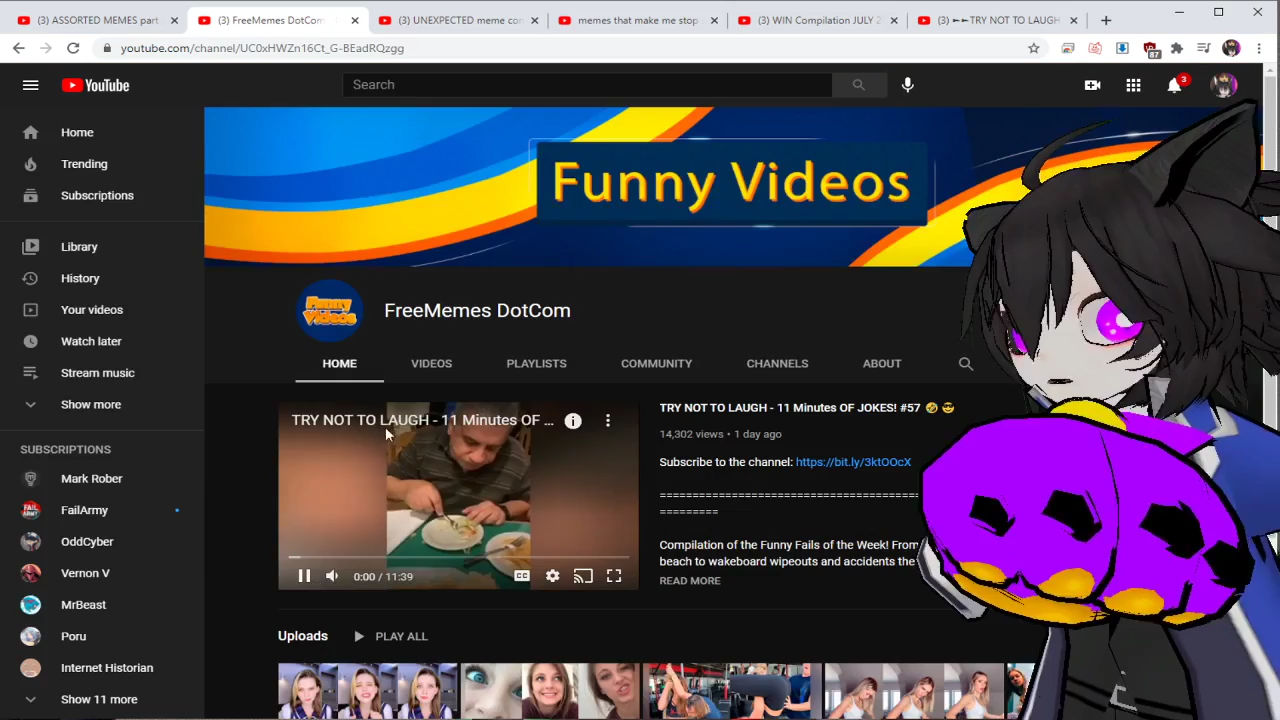 (3) ASSORTED MEMES part
(3) FreeMemes DotCom
(3) UNEXPECTED meme con
memes that make me stop
(3) WIN Compilation JULY 2
(3) ➳➳TRY NOT TO LAUGH
youtube.com/channel/UC0xHWZn16Ct_G-BEadRQzgg
87
YouTube
Search
3
Home
Trending
Subscriptions
Library
History
Your videos
Watch later
Stream music
Show more
SUBSCRIPTIONS
Mark Rober
FailArmy
OddCyber
Vernon V
MrBeast
Poru
Internet Historian
Show 11 more
Funny Videos
Funny Videos
FreeMemes DotCom
HOME
VIDEOS
PLAYLISTS
COMMUNITY
CHANNELS
ABOUT
TRY NOT TO LAUGH - 11 Minutes OF ...
0:00 / 11:39
CC
TRY NOT TO LAUGH - 11 Minutes OF JOKES! #57 🤣 😎
14,302 views • 1 day ago
Subscribe to the channel: https://bit.ly/3ktOOcX
Compilation of the Funny Fails of the Week! From
beach to wakeboard wipeouts and accidents the
READ MORE
Uploads
PLAY ALL